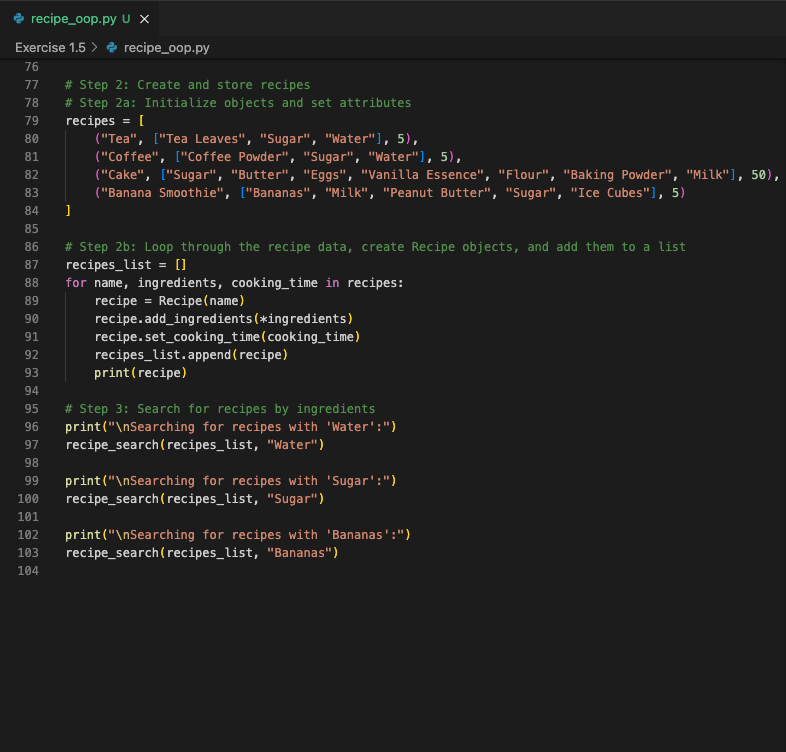 recipe_oop.py U ×
Exercise 1.5 > recipe_oop.py
76
77 # Step 2: Create and store recipes
78 # Step 2a: Initialize objects and set attributes
79 recipes = [
80     ("Tea", ["Tea Leaves", "Sugar", "Water"], 5),
81     ("Coffee", ["Coffee Powder", "Sugar", "Water"], 5),
82     ("Cake", ["Sugar", "Butter", "Eggs", "Vanilla Essence", "Flour", "Baking Powder", "Milk"], 50),
83     ("Banana Smoothie", ["Bananas", "Milk", "Peanut Butter", "Sugar", "Ice Cubes"], 5)
84 ]
85
86 # Step 2b: Loop through the recipe data, create Recipe objects, and add them to a list
87 recipes_list = []
88 for name, ingredients, cooking_time in recipes:
89     recipe = Recipe(name)
90     recipe.add_ingredients(*ingredients)
91     recipe.set_cooking_time(cooking_time)
92     recipes_list.append(recipe)
93     print(recipe)
94
95 # Step 3: Search for recipes by ingredients
96 print("\nSearching for recipes with 'Water':")
97 recipe_search(recipes_list, "Water")
98
99 print("\nSearching for recipes with 'Sugar':")
100 recipe_search(recipes_list, "Sugar")
101
102 print("\nSearching for recipes with 'Bananas':")
103 recipe_search(recipes_list, "Bananas")
104